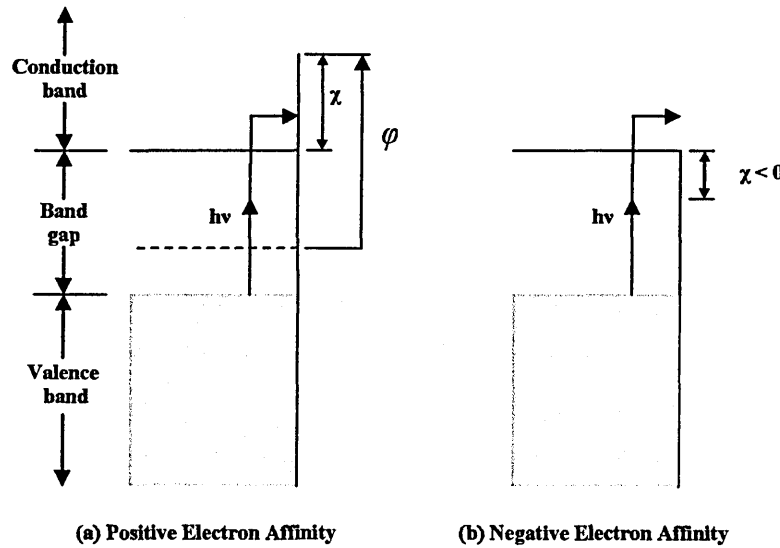 Conduction
band
χ
φ
Band
gap
hν
Valence
band
χ < 0
hν
(a) Positive Electron Affinity
(b) Negative Electron Affinity